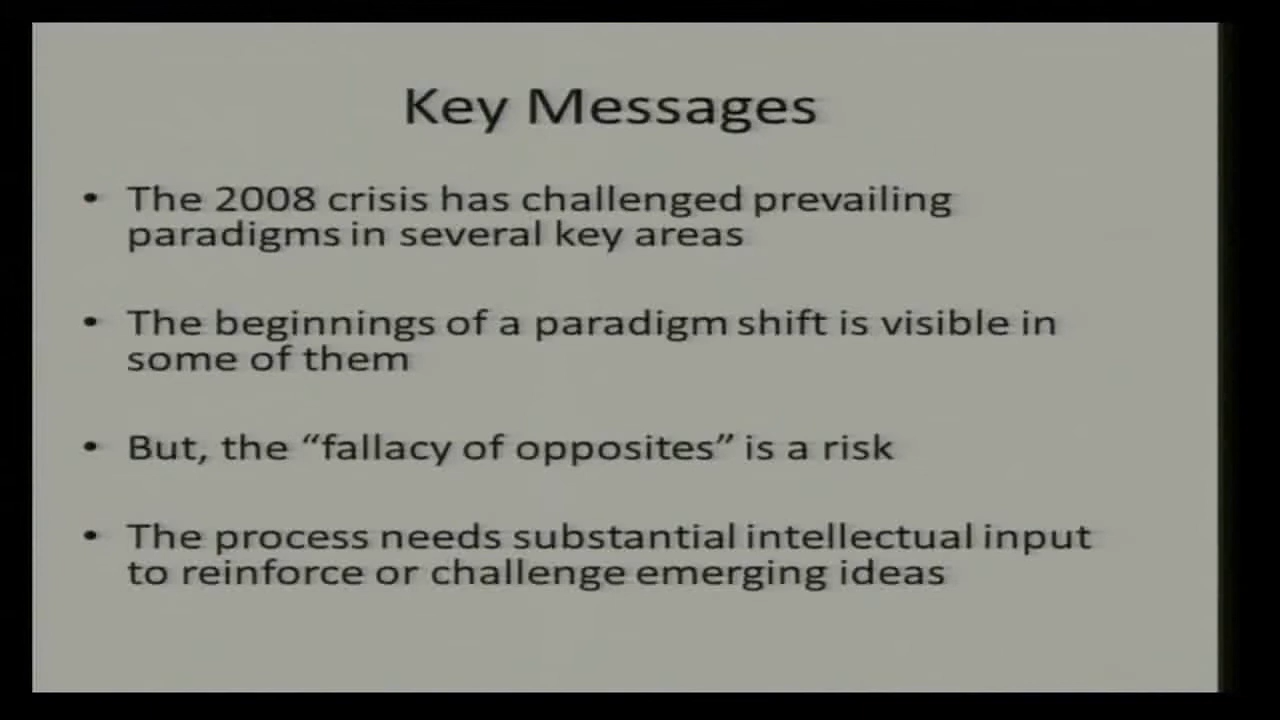 Key Messages
• The 2008 crisis has challenged prevailing
paradigms in several key areas
• The beginnings of a paradigm shift is visible in
some of them
• But, the “fallacy of opposites” is a risk
• The process needs substantial intellectual input
to reinforce or challenge emerging ideas